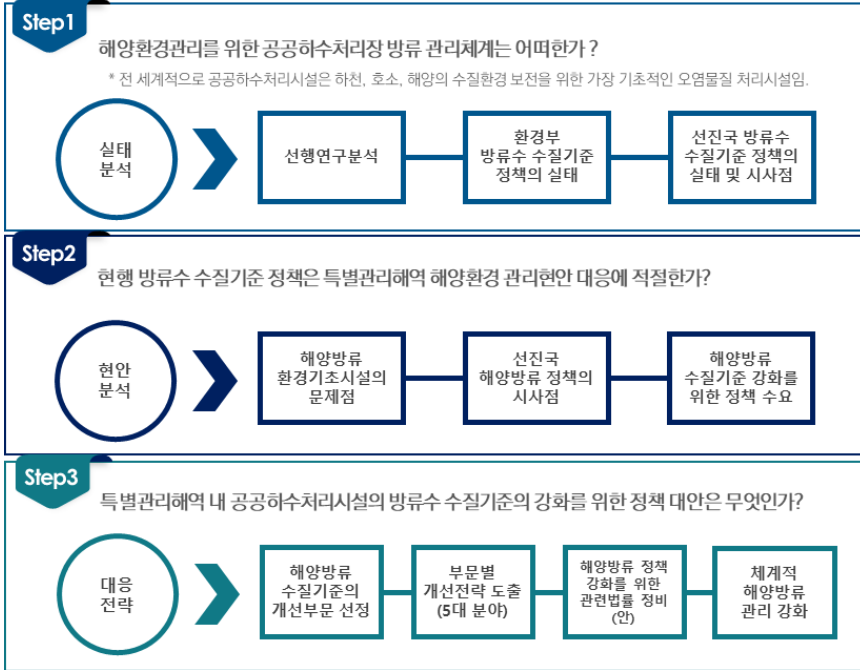 Step1
해양환경관리를 위한 공공하수처리장 방류 관리체계는 어떠한가 ?
* 전 세계적으로 공공하수처리시설은 하천, 호소, 해양의 수질환경 보전을 위한 가장 기초적인 오염물질 처리시설임.
실태
분석
선행연구분석
환경부
방류수 수질기준
정책의 실태
선진국 방류수
수질기준 정책의
실태 및 시사점
Step2
현행 방류수 수질기준 정책은 특별관리해역 해양환경 관리현안 대응에 적절한가?
현안
분석
해양방류
환경기초시설의
문제점
선진국
해양방류 정책의
시사점
해양방류
수질기준 강화를
위한 정책 수요
Step3
특별관리해역 내 공공하수처리시설의 방류수 수질기준의 강화를 위한 정책 대안은 무엇인가?
대응
전략
해양방류
수질기준의
개선부문 선정
부문별
개선전략 도출
(5대 분야)
해양방류 정책
강화를 위한
관련법률 정비
(안)
체계적
해양방류
관리 강화